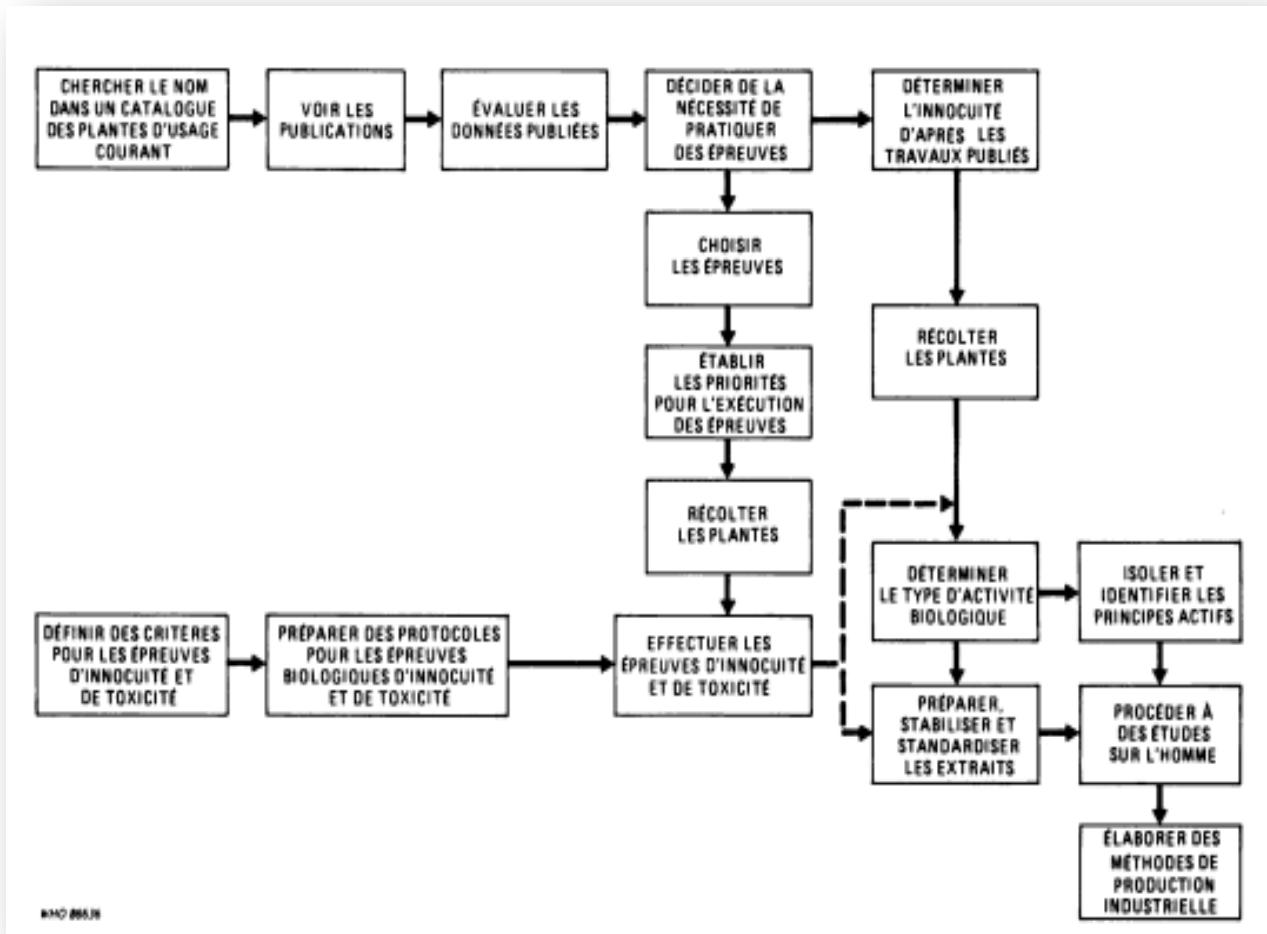 CHERCHER LE NOM
DANS UN CATALOGUE
DES PLANTES D'USAGE
COURANT
VOIR LES
PUBLICATIONS
ÉVALUER LES
DONNÉES PUBLIÉES
DÉCIDER DE LA
NÉCESSITÉ DE
PRATIQUER
DES ÉPREUVES
DÉTERMINER
L'INNOCUITÉ
D'APRÈS LES
TRAVAUX PUBLIÉS
CHOISIR
LES ÉPREUVES
RÉCOLTER
LES PLANTES
ÉTABLIR
LES PRIORITÉS
POUR L'EXÉCUTION
DES ÉPREUVES
RÉCOLTER
LES PLANTES
DÉTERMINER
LE TYPE D'ACTIVITÉ
BIOLOGIQUE
ISOLER ET
IDENTIFIER LES
PRINCIPES ACTIFS
DÉFINIR DES CRITÈRES
POUR LES ÉPREUVES
D'INNOCUITÉ ET
DE TOXICITÉ
PRÉPARER DES PROTOCOLES
POUR LES ÉPREUVES
BIOLOGIQUES D'INNOCUITÉ
ET DE TOXICITÉ
EFFECTUER LES
ÉPREUVES D'INNOCUITÉ
ET DE TOXICITÉ
PRÉPARER,
STABILISER ET
STANDARDISER
LES EXTRAITS
PROCÉDER À
DES ÉTUDES
SUR L'HOMME
ÉLABORER DES
MÉTHODES DE
PRODUCTION
INDUSTRIELLE
WHO